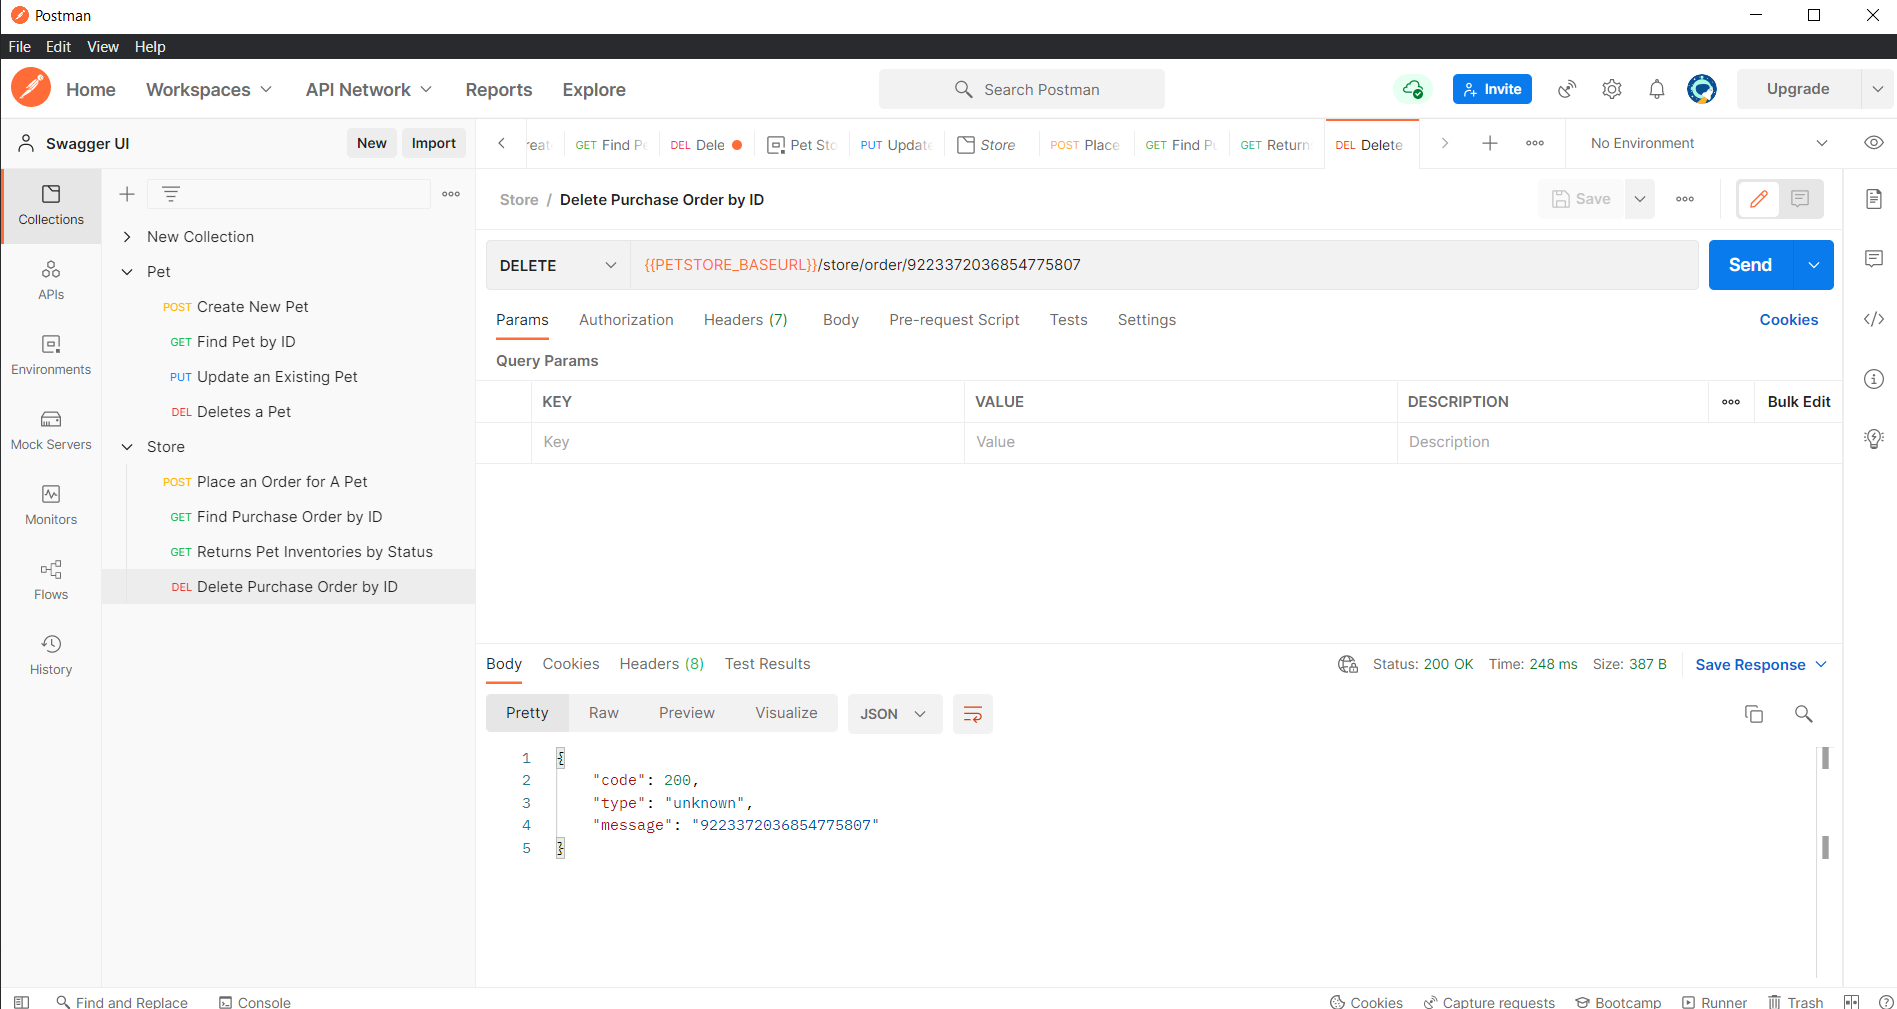 Postman
File Edit View Help
Home Workspaces API Network Reports Explore Search Postman Invite Upgrade
Swagger UI New Import
GET Find Pe DEL Dele Pet Sto PUT Update Store POST Place GET Find Pu GET Return DEL Delete No Environment
Collections
APIs
Environments
Mock Servers
Monitors
Flows
History
New Collection
Pet
POST Create New Pet
GET Find Pet by ID
PUT Update an Existing Pet
DEL Deletes a Pet
Store
POST Place an Order for A Pet
GET Find Purchase Order by ID
GET Returns Pet Inventories by Status
DEL Delete Purchase Order by ID
Store / Delete Purchase Order by ID Save
DELETE {{PETSTORE_BASEURL}}/store/order/9223372036854775807 Send
Params Authorization Headers (7) Body Pre-request Script Tests Settings Cookies
Query Params
KEY VALUE DESCRIPTION Bulk Edit
Key Value Description
Body Cookies Headers (8) Test Results Status: 200 OK Time: 248 ms Size: 387 B Save Response
Pretty Raw Preview Visualize JSON
1 {
2 "code": 200,
3 "type": "unknown",
4 "message": "9223372036854775807"
5 }
Find and Replace Console Cookies Capture requests Bootcamp Runner Trash